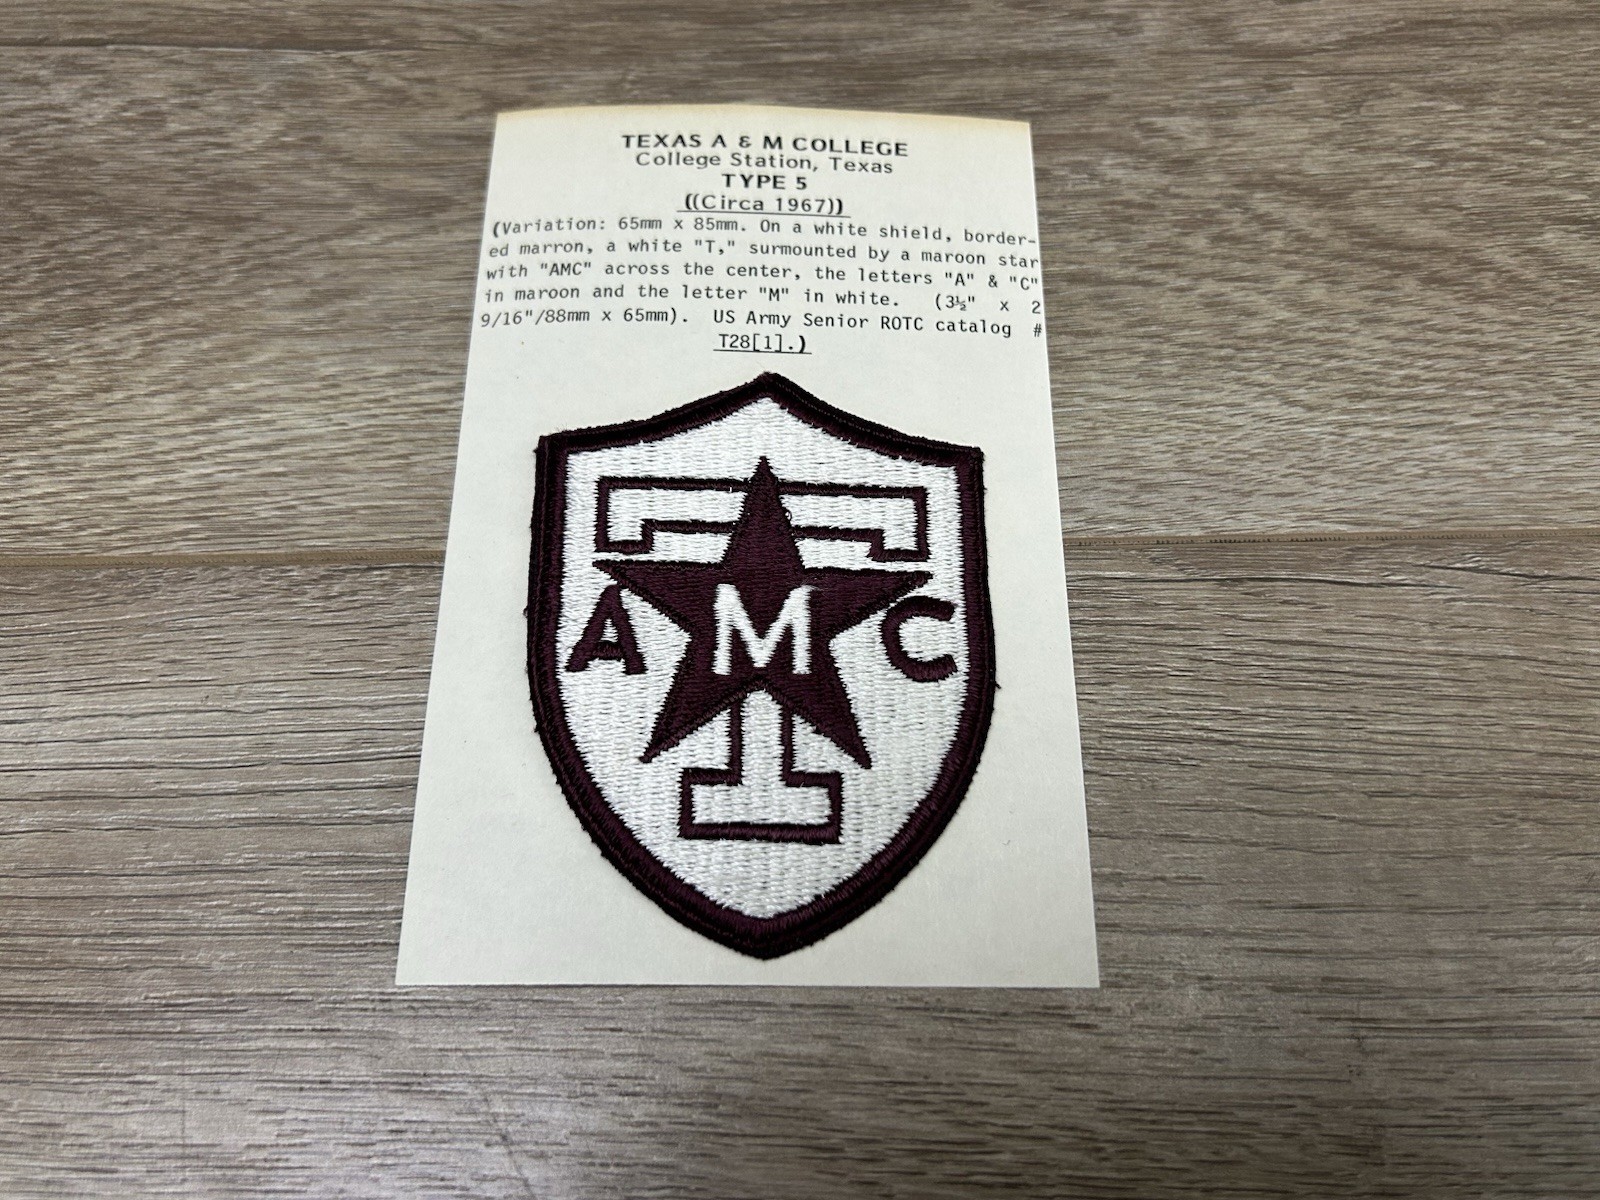 TEXAS A & M COLLEGE
College Station, Texas
TYPE 5
((Circa 1967))
(Variation: 65mm x 85mm. On a white shield, border-
ed marron, a white "T," surmounted by a maroon star
with "AMC" across the center, the letters "A" & "C"
in maroon and the letter "M" in white. (3½" x 2
9/16"/88mm x 65mm). US Army Senior ROTC catalog #
T28[1].)
T
A M C